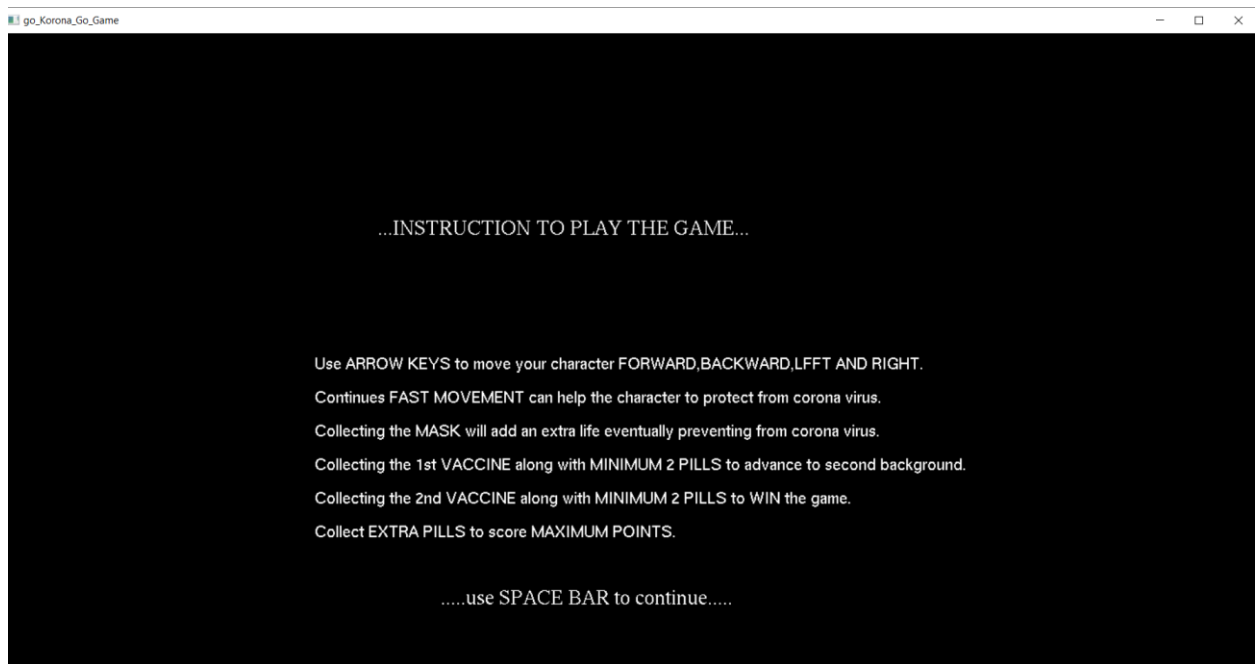 go_Korona_Go_Game
...INSTRUCTION TO PLAY THE GAME...
Use ARROW KEYS to move your character FORWARD,BACKWARD,LFFT AND RIGHT.
Continues FAST MOVEMENT can help the character to protect from corona virus.
Collecting the MASK will add an extra life eventually preventing from corona virus.
Collecting the 1st VACCINE along with MINIMUM 2 PILLS to advance to second background.
Collecting the 2nd VACCINE along with MINIMUM 2 PILLS to WIN the game.
Collect EXTRA PILLS to score MAXIMUM POINTS.
.....use SPACE BAR to continue.....